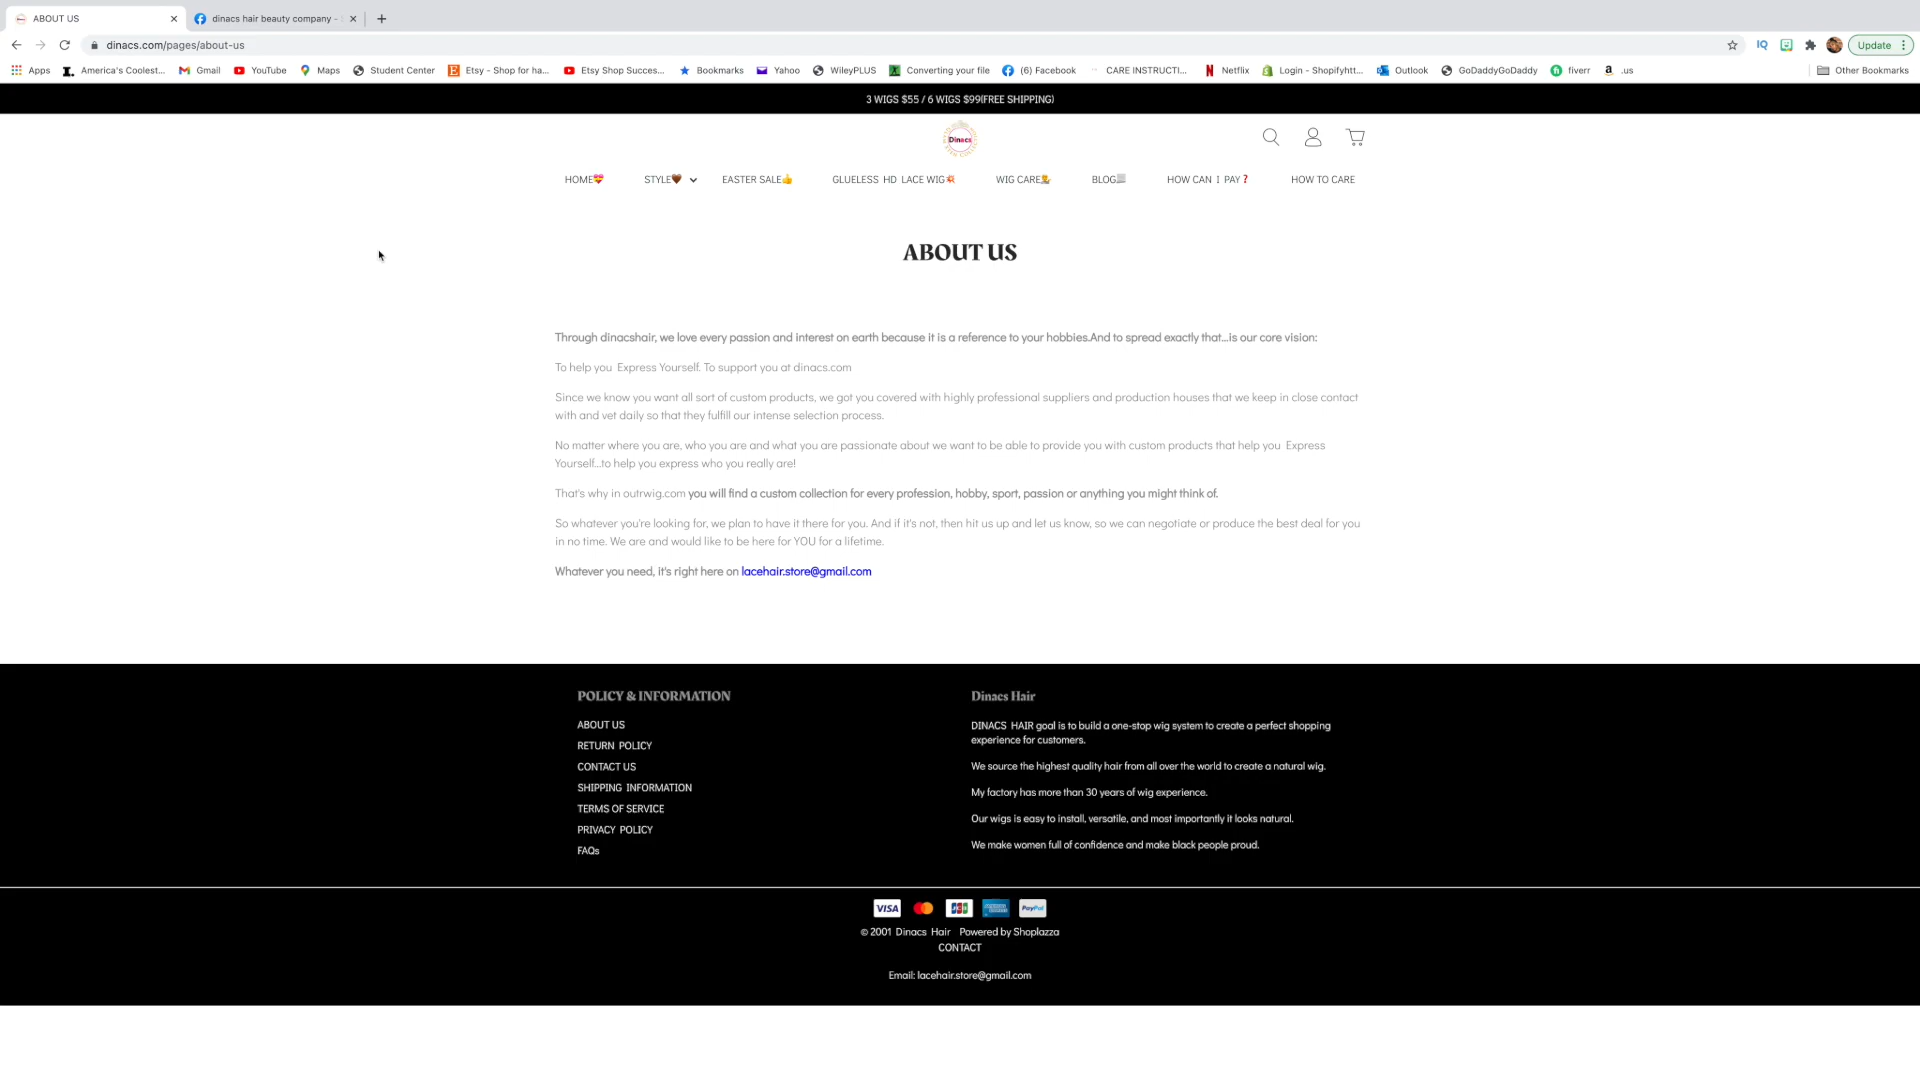 ABOUT US
dinacs hair beauty company -
dinacs.com/pages/about-us
Update
Apps
America's Coolest...
Gmail
YouTube
Maps
Student Center
Etsy - Shop for ha...
Etsy Shop Succes...
Bookmarks
Yahoo
WileyPLUS
Converting your file
(6) Facebook
CARE INSTRUCTI...
Netflix
Login - Shopifyhtt...
Outlook
GoDaddyGoDaddy
fiverr
.us
Other Bookmarks
3 WIGS $55 / 6 WIGS $99(FREE SHIPPING)
Dinacs
HOME💝 STYLE🤎 EASTER SALE👍 GLUELESS HD LACE WIG💥 WIG CARE💇 BLOG📃 HOW CAN I PAY❓ HOW TO CARE
ABOUT US
Through dinacshair, we love every passion and interest on earth because it is a reference to your hobbies.And to spread exactly that...is our core vision:
To help you Express Yourself. To support you at dinacs.com
Since we know you want all sort of custom products, we got you covered with highly professional suppliers and production houses that we keep in close contact
with and vet daily so that they fulfill our intense selection process.
No matter where you are, who you are and what you are passionate about we want to be able to provide you with custom products that help you Express
Yourself...to help you express who you really are!
That's why in outrwig.com you will find a custom collection for every profession, hobby, sport, passion or anything you might think of.
So whatever you're looking for, we plan to have it there for you. And if it's not, then hit us up and let us know, so we can negotiate or produce the best deal for you
in no time. We are and would like to be here for YOU for a lifetime.
Whatever you need, it's right here on lacehair.store@gmail.com
POLICY & INFORMATION
ABOUT US
RETURN POLICY
CONTACT US
SHIPPING INFORMATION
TERMS OF SERVICE
PRIVACY POLICY
FAQs
Dinacs Hair
DINACS HAIR goal is to build a one-stop wig system to create a perfect shopping
experience for customers.
We source the highest quality hair from all over the world to create a natural wig.
My factory has more than 30 years of wig experience.
Our wigs is easy to install, versatile, and most importantly it looks natural.
We make women full of confidence and make black people proud.
VISA JCB AMERICAN EXPRESS PayPal
© 2001 Dinacs Hair Powered by Shoplazza
CONTACT
Email: lacehair.store@gmail.com